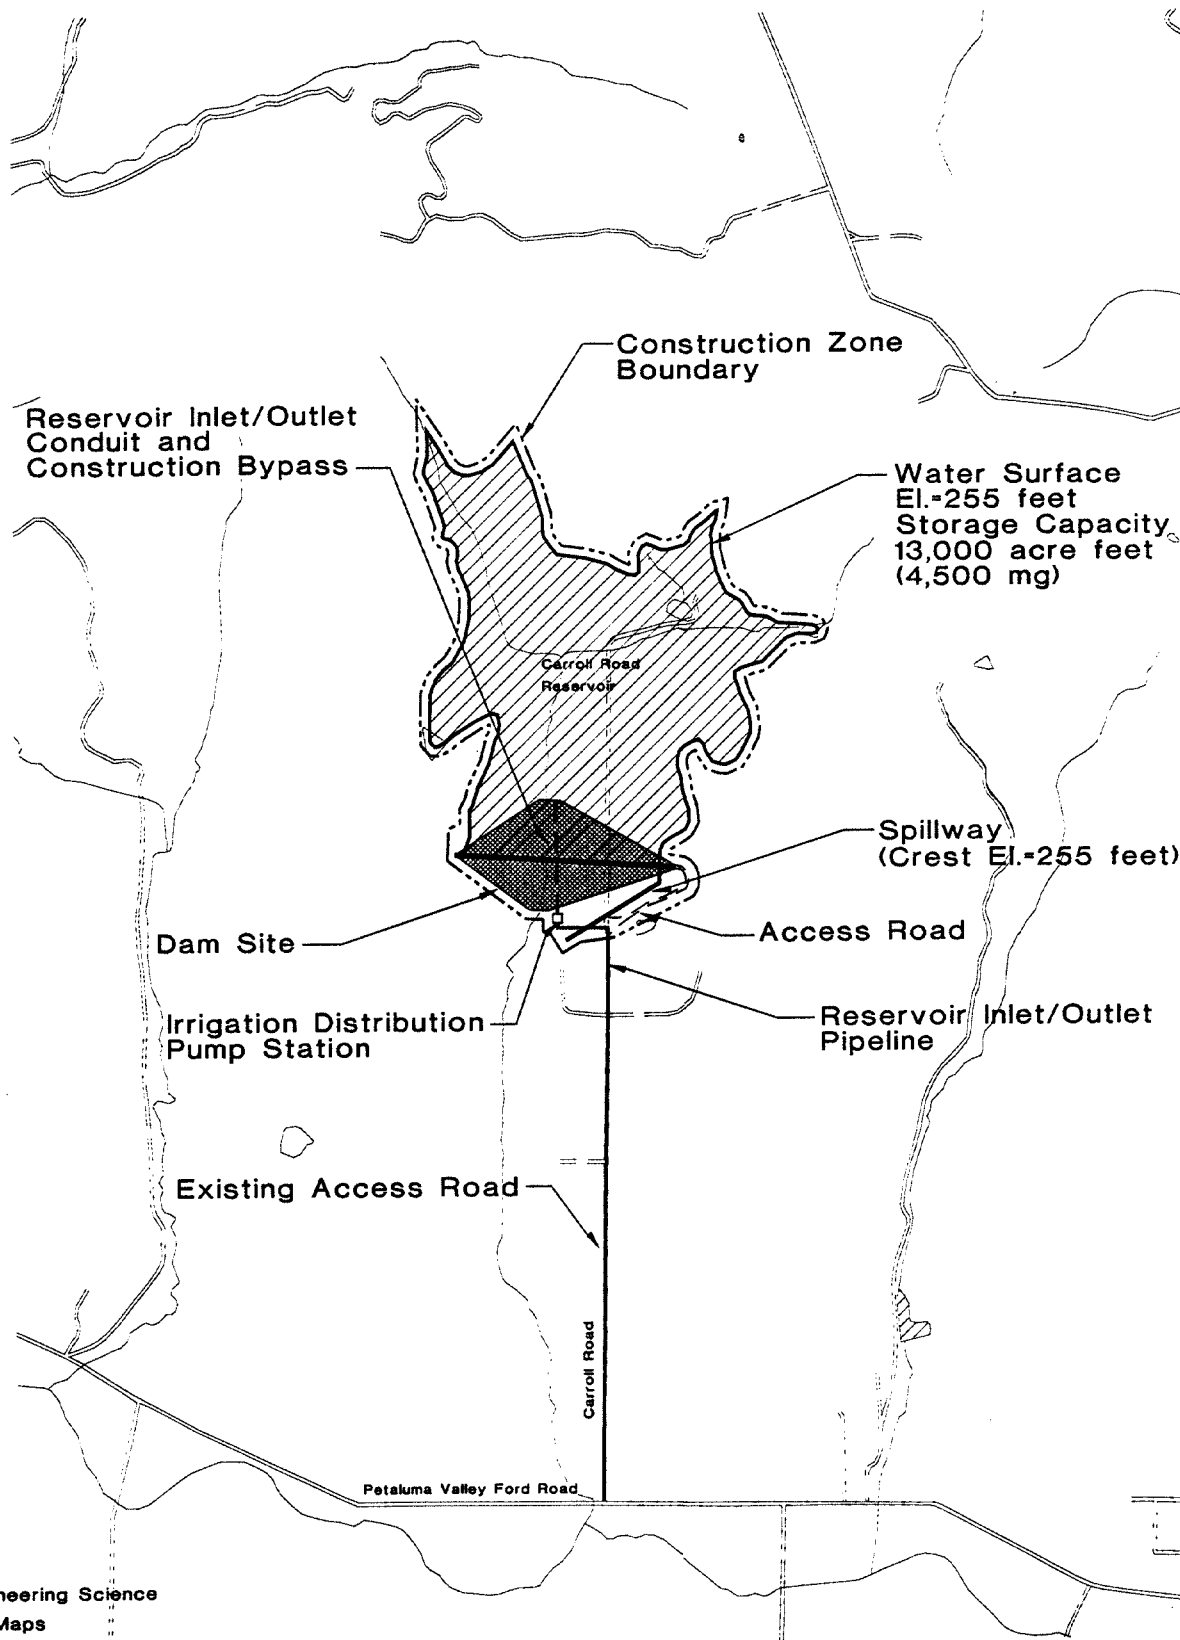 Construction Zone
Boundary
Reservoir Inlet/Outlet
Conduit and
Construction Bypass
Water Surface
El.=255 feet
Storage Capacity
13,000 acre feet
(4,500 mg)
Carroll Road
Reservoir
Spillway
(Crest El.=255 feet)
Dam Site
Access Road
Irrigation Distribution
Pump Station
Reservoir Inlet/Outlet
Pipeline
Existing Access Road
Carroll Road
Petaluma Valley Ford Road
neering Science
Maps